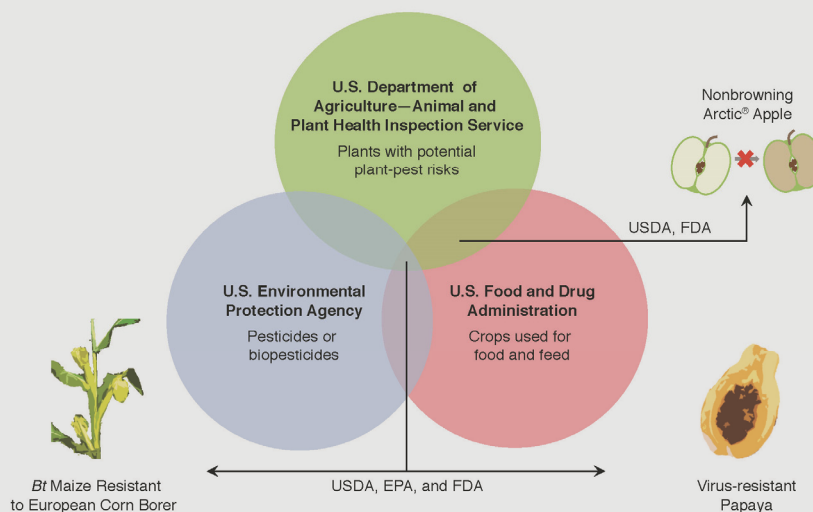 U.S. Department of
Agriculture—Animal and
Plant Health Inspection Service
Plants with potential
plant-pest risks
Nonbrowning
Arctic® Apple
USDA, FDA
U.S. Environmental
Protection Agency
Pesticides or
biopesticides
U.S. Food and Drug
Administration
Crops used for
food and feed
Bt Maize Resistant
to European Corn Borer
USDA, EPA, and FDA
Virus-resistant
Papaya